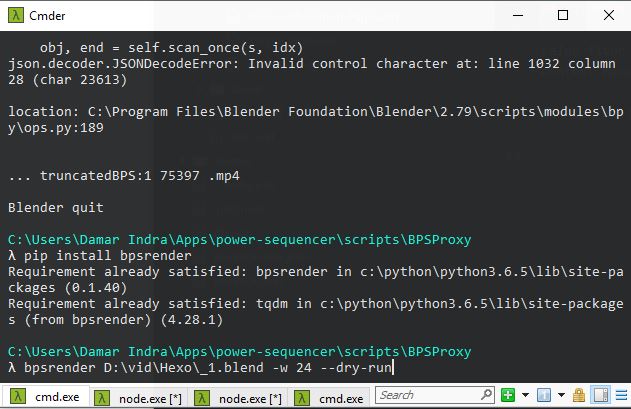 Cmder
obj, end = self.scan_once(s, idx)
json.decoder.JSONDecodeError: Invalid control character at: line 1032 column
28 (char 23613)
location: C:\Program Files\Blender Foundation\Blender\2.79\scripts\modules\bp
y\ops.py:189
... truncatedBPS:1 75397 .mp4
Blender quit
C:\Users\Damar Indra\Apps\power-sequencer\scripts\BPSProxy
λ pip install bpsrender
Requirement already satisfied: bpsrender in c:\python\python3.6.5\lib\site-pa
ckages (0.1.40)
Requirement already satisfied: tqdm in c:\python\python3.6.5\lib\site-package
s (from bpsrender) (4.28.1)
C:\Users\Damar Indra\Apps\power-sequencer\scripts\BPSProxy
λ bpsrender D:\vid\Hexo\_1.blend -w 24 --dry-run
λ cmd.exe λ node.exe [*] λ node.exe [*] λ cmd.exe Search